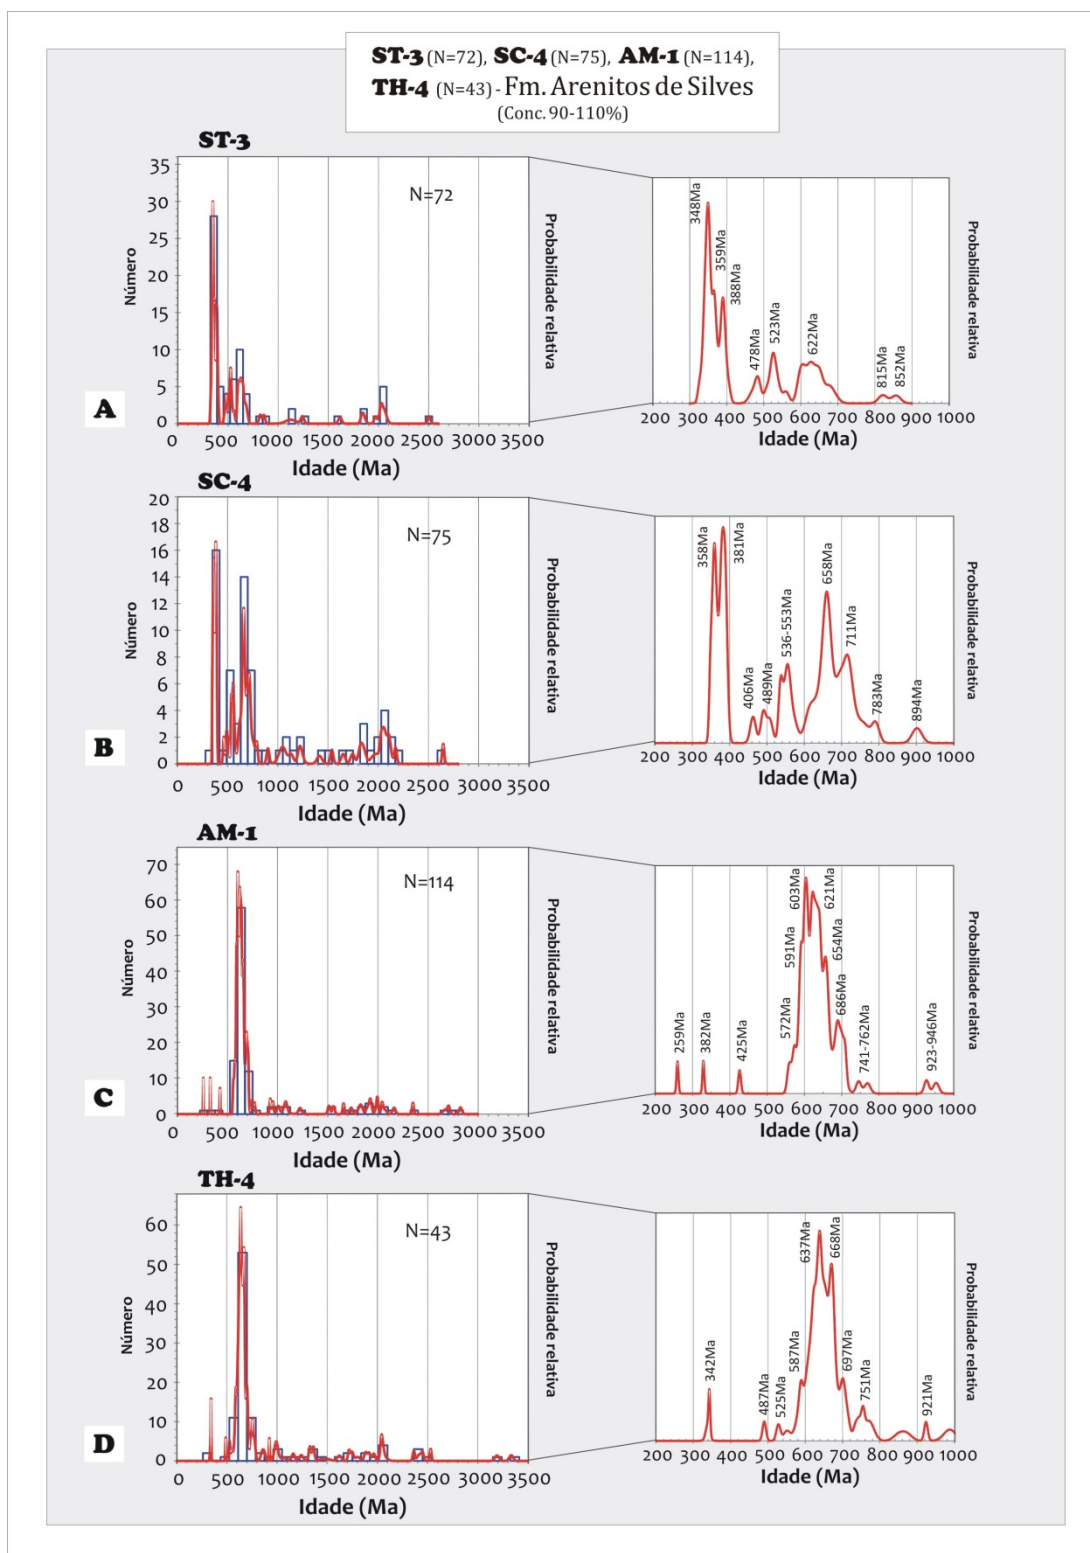 ST-3 (N=72), SC-4 (N=75), AM-1 (N=114),
TH-4 (N=43) - Fm. Arenitos de Silves
(Conc. 90-110%)
ST-3
35
30
25
20
15
10
5
0
Número
N=72
0 500 1000 1500 2000 2500 3000 3500
Idade (Ma)
Probabilidade relativa
348Ma
359Ma
388Ma
478Ma
523Ma
622Ma
815Ma
852Ma
200 300 400 500 600 700 800 900 1000
Idade (Ma)
Probabilidade relativa
A
SC-4
20
18
16
14
12
10
8
6
4
2
0
Número
N=75
0 500 1000 1500 2000 2500 3000 3500
Idade (Ma)
Probabilidade relativa
358Ma
381Ma
406Ma
489Ma
536-553Ma
658Ma
711Ma
783Ma
894Ma
200 300 400 500 600 700 800 900 1000
Idade (Ma)
Probabilidade relativa
B
AM-1
70
60
50
40
30
20
10
0
Número
N=114
0 500 1000 1500 2000 2500 3000 3500
Idade (Ma)
Probabilidade relativa
259Ma
382Ma
425Ma
572Ma
591Ma
603Ma
621Ma
654Ma
686Ma
741-762Ma
923-946Ma
200 300 400 500 600 700 800 900 1000
Idade (Ma)
Probabilidade relativa
C
TH-4
60
50
40
30
20
10
0
Número
N=43
0 500 1000 1500 2000 2500 3000 3500
Idade (Ma)
Probabilidade relativa
342Ma
487Ma
525Ma
587Ma
637Ma
668Ma
697Ma
751Ma
921Ma
200 300 400 500 600 700 800 900 1000
Idade (Ma)
Probabilidade relativa
D